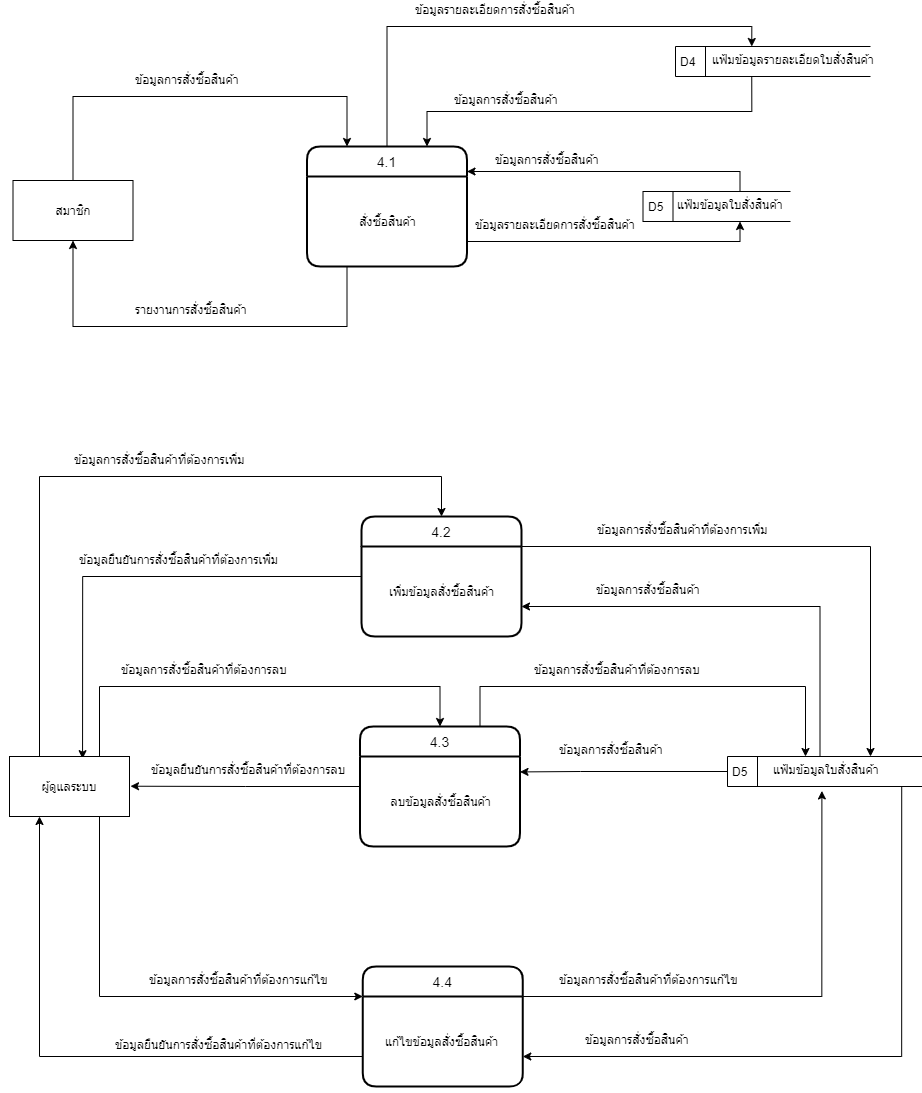 ข้อมูลรายละเอียดการสั่งซื้อสินค้า
D4
แฟ้มข้อมูลรายละเอียดใบสั่งสินค้า
ข้อมูลการสั่งซื้อสินค้า
ข้อมูลการสั่งซื้อสินค้า
4.1
ข้อมูลการสั่งซื้อสินค้า
สมาชิก
สั่งซื้อสินค้า
D5
แฟ้มข้อมูลใบสั่งสินค้า
ข้อมูลรายละเอียดการสั่งซื้อสินค้า
รายงานการสั่งซื้อสินค้า
ข้อมูลการสั่งซื้อสินค้าที่ต้องการเพิ่ม
4.2
ข้อมูลการสั่งซื้อสินค้าที่ต้องการเพิ่ม
ข้อมูลยืนยันการสั่งซื้อสินค้าที่ต้องการเพิ่ม
เพิ่มข้อมูลสั่งซื้อสินค้า
ข้อมูลการสั่งซื้อสินค้า
ข้อมูลการสั่งซื้อสินค้าที่ต้องการลบ
ข้อมูลการสั่งซื้อสินค้าที่ต้องการลบ
4.3
ข้อมูลการสั่งซื้อสินค้า
ผู้ดูแลระบบ
ข้อมูลยืนยันการสั่งซื้อสินค้าที่ต้องการลบ
D5
แฟ้มข้อมูลใบสั่งสินค้า
ลบข้อมูลสั่งซื้อสินค้า
ข้อมูลการสั่งซื้อสินค้าที่ต้องการแก้ไข
4.4
ข้อมูลการสั่งซื้อสินค้าที่ต้องการแก้ไข
ข้อมูลยืนยันการสั่งซื้อสินค้าที่ต้องการแก้ไข
แก้ไขข้อมูลสั่งซื้อสินค้า
ข้อมูลการสั่งซื้อสินค้า